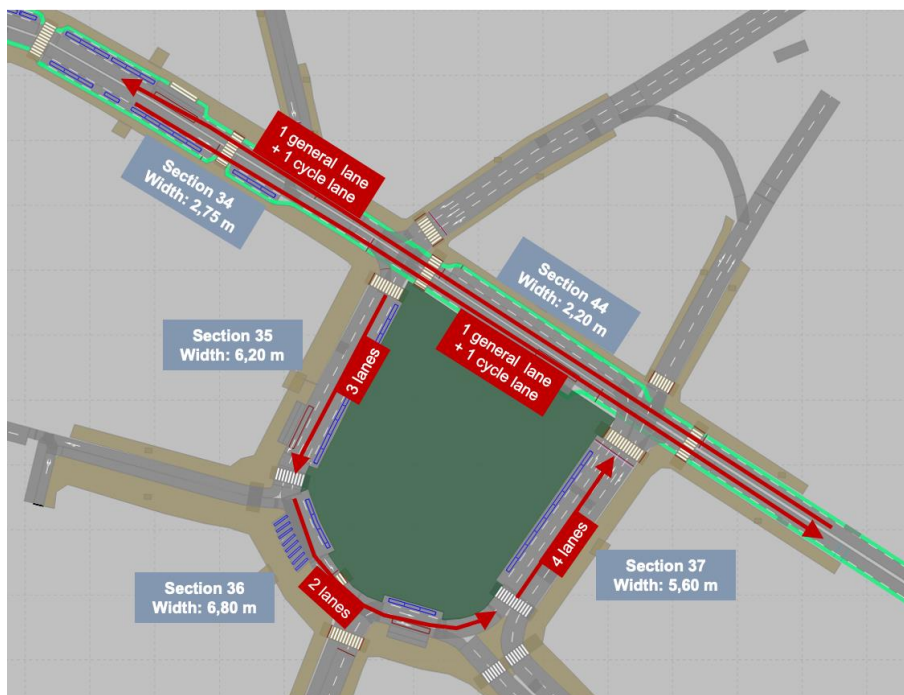 1 general lane
+ 1 cycle lane
Section 34
Width: 2,75 m
Section 44
Width: 2,20 m
Section 35
Width: 6,20 m
3 lanes
1 general lane
+ 1 cycle lane
4 lanes
Section 37
Width: 5,60 m
Section 36
Width: 6,80 m
2 lanes